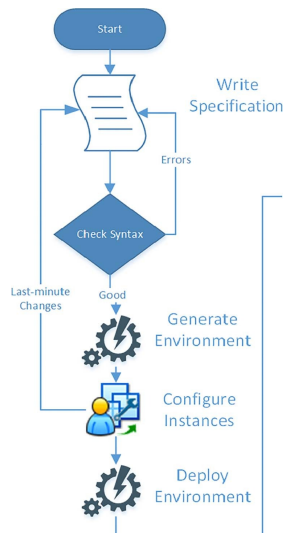 Start
Write
Specification
Errors
Check Syntax
Last-minute
Changes
Good
Generate
Environment
Configure
Instances
Deploy
Environment